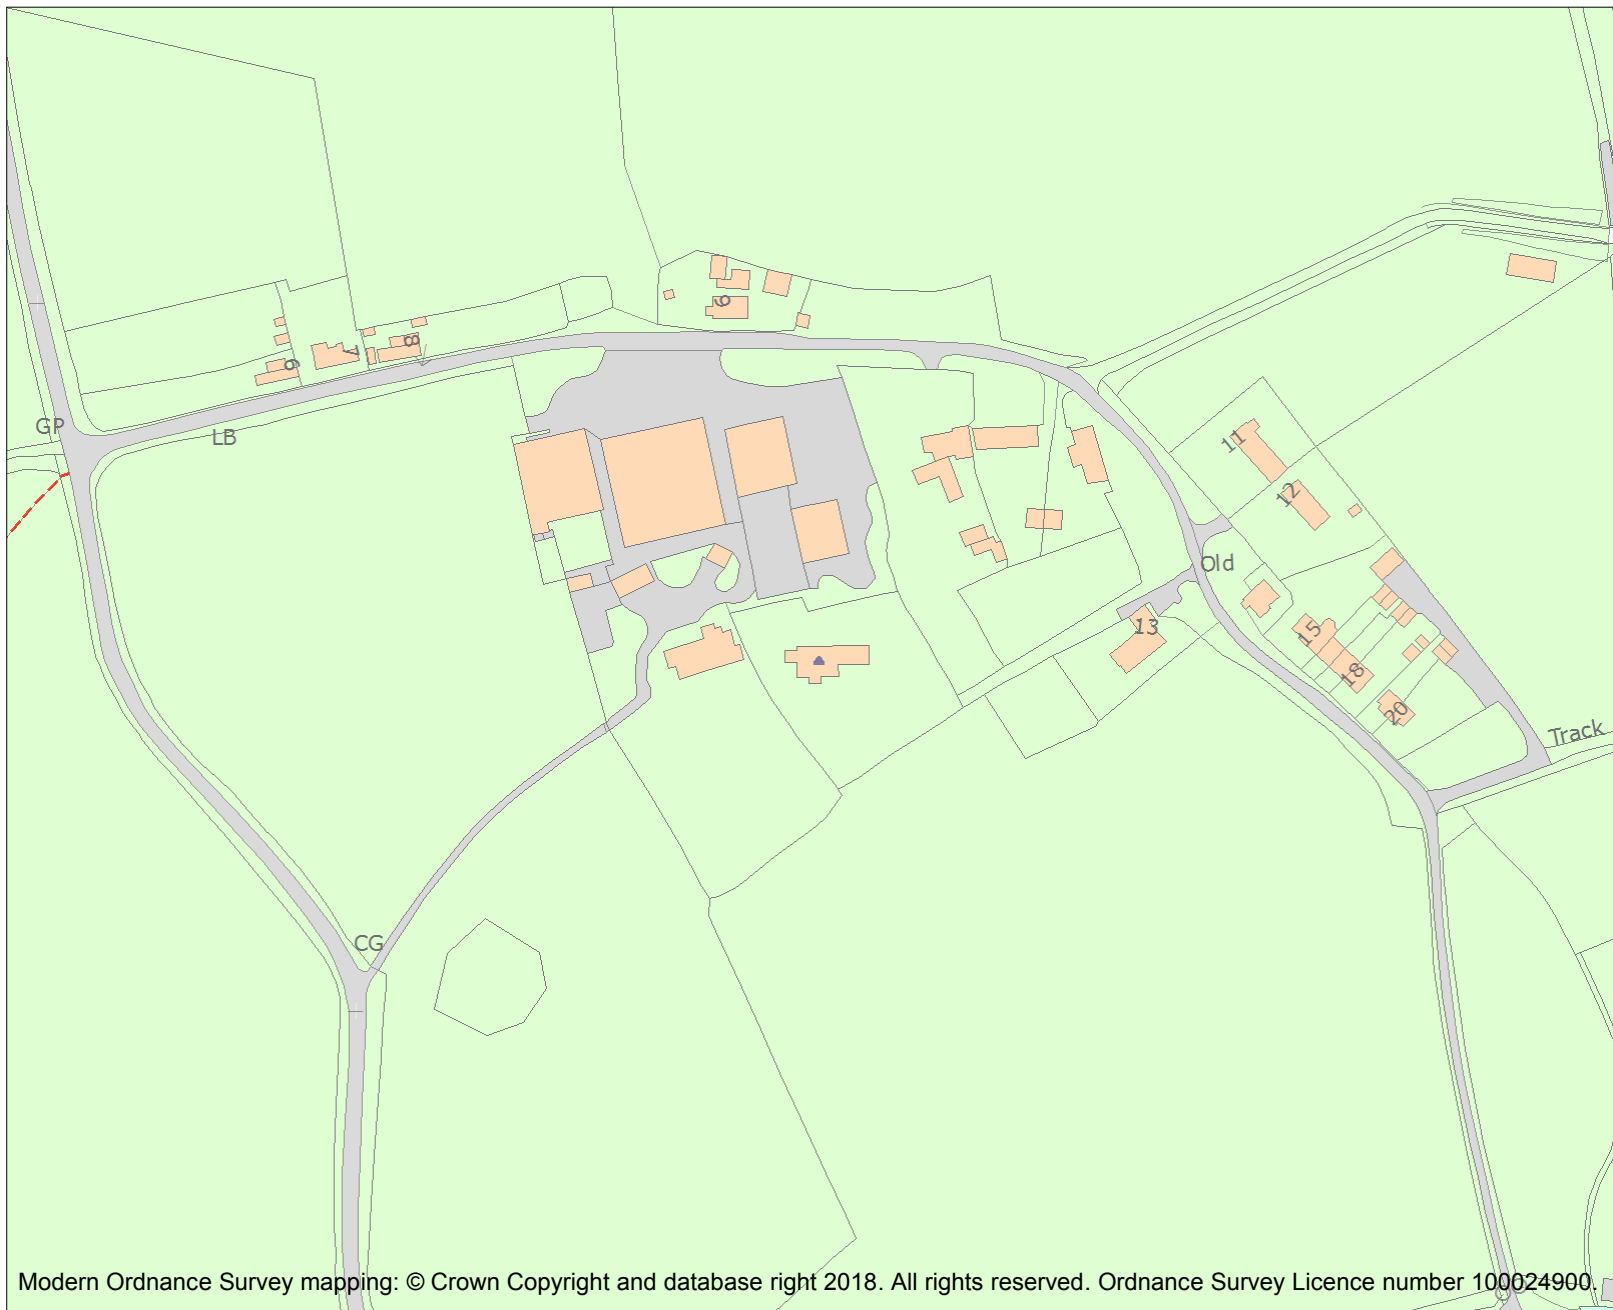 9
8
7
6
GP
LB
11
12
Old
13
15
18
20
Track
CG
Modern Ordnance Survey mapping: © Crown Copyright and database right 2018. All rights reserved. Ordnance Survey Licence number 100024900.